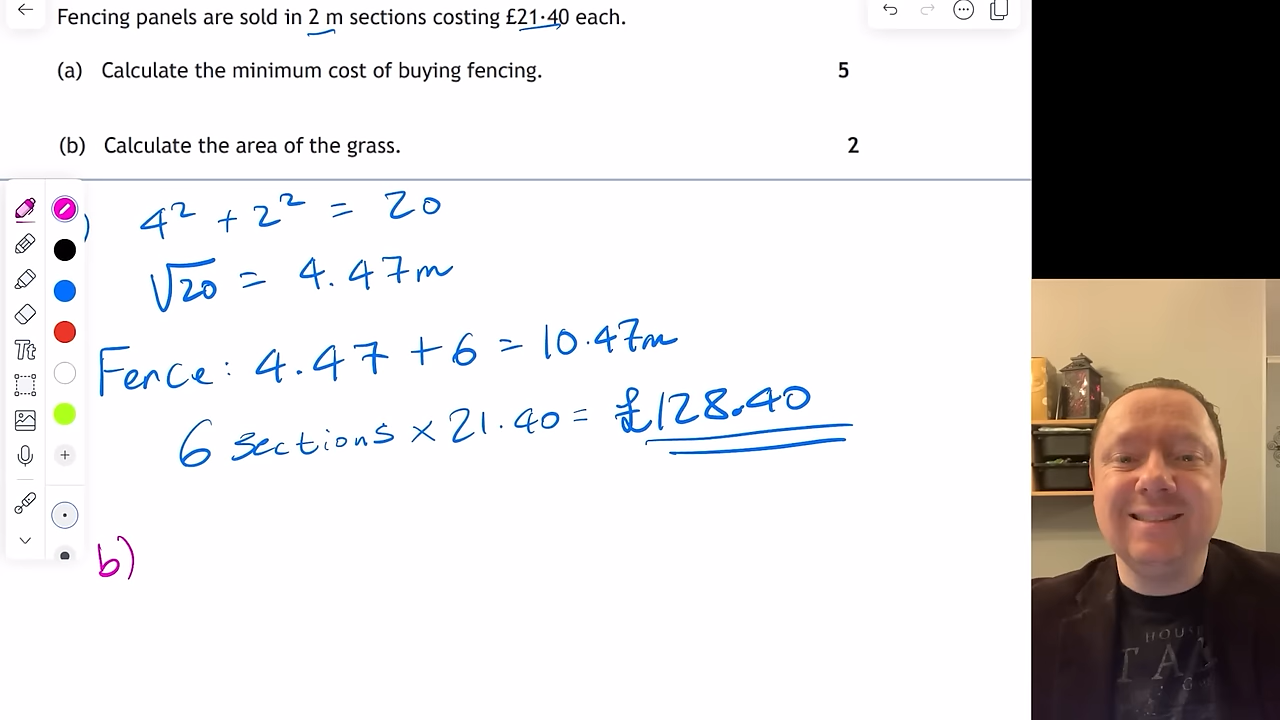 Fencing panels are sold in 2 m sections costing £21·40 each.
(a) Calculate the minimum cost of buying fencing. 5
(b) Calculate the area of the grass. 2
) 4² + 2² = 20
√20 = 4.47m
Fence: 4.47 + 6 = 10.47m
6 sections × 21.40 = £128.40
b)
Tt
HOUS